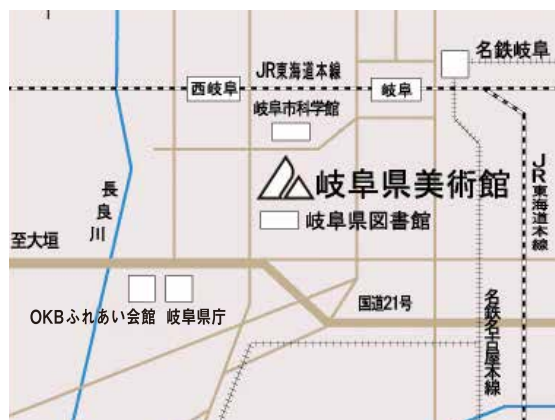 名鉄岐阜
JR東海道本線
西岐阜
岐阜
岐阜市科学館
岐阜県美術館
長良川
JR東海道本線
岐阜県図書館
至大垣
国道21号
名鉄名古屋本線
OKBふれあい会館
岐阜県庁